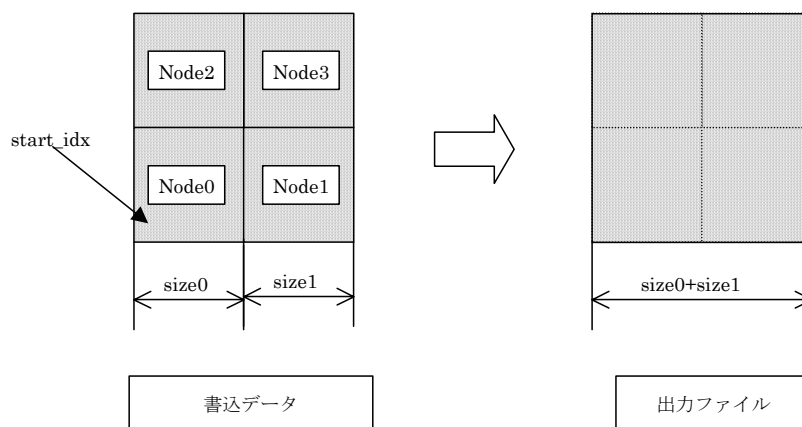 Node2
Node3
start_idx
Node0
Node1
size0
size1
size0+size1
書込データ
出力ファイル